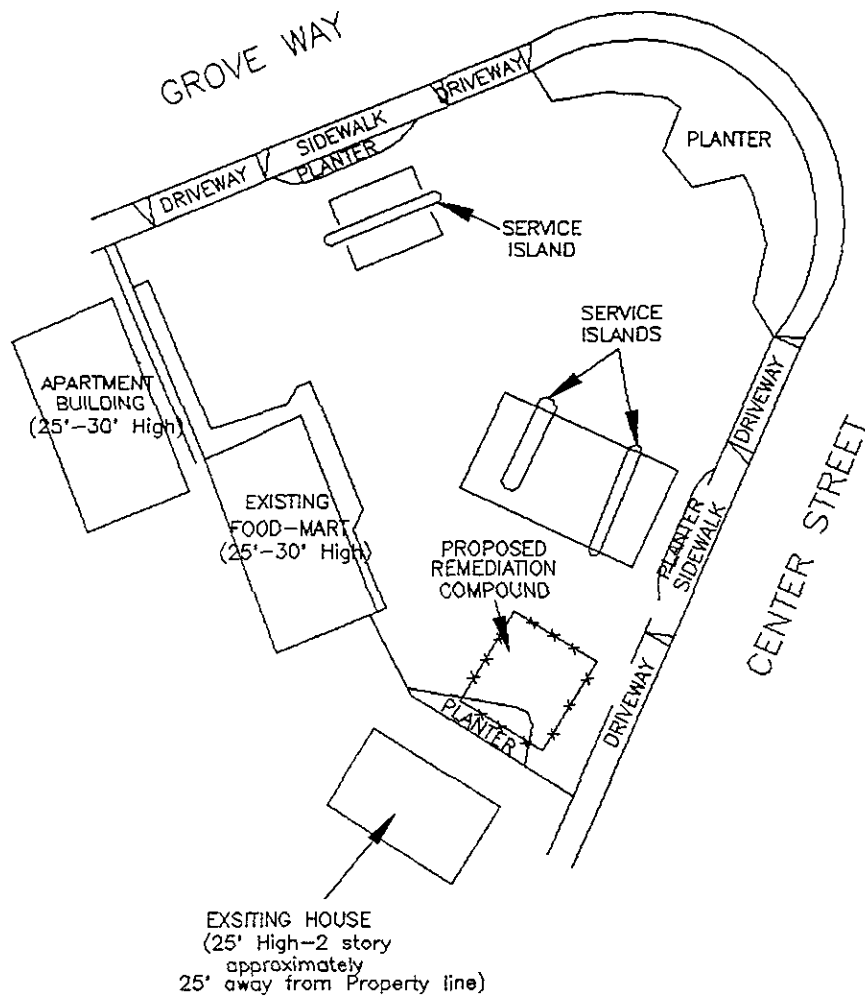 GROVE WAY
DRIVEWAY
SIDEWALK
PLANTER
DRIVEWAY
PLANTER
SERVICE
ISLAND
SERVICE
ISLANDS
APARTMENT
BUILDING
(25'-30' High)
DRIVEWAY
EXISTING
FOOD-MART
(25'-30' High)
PLANTER
SIDEWALK
CENTER STREET
PROPOSED
REMEDIATION
COMPOUND
DRIVEWAY
PLANTER
EXSITING HOUSE
(25' High-2 story
approximately
25' away from Property line)